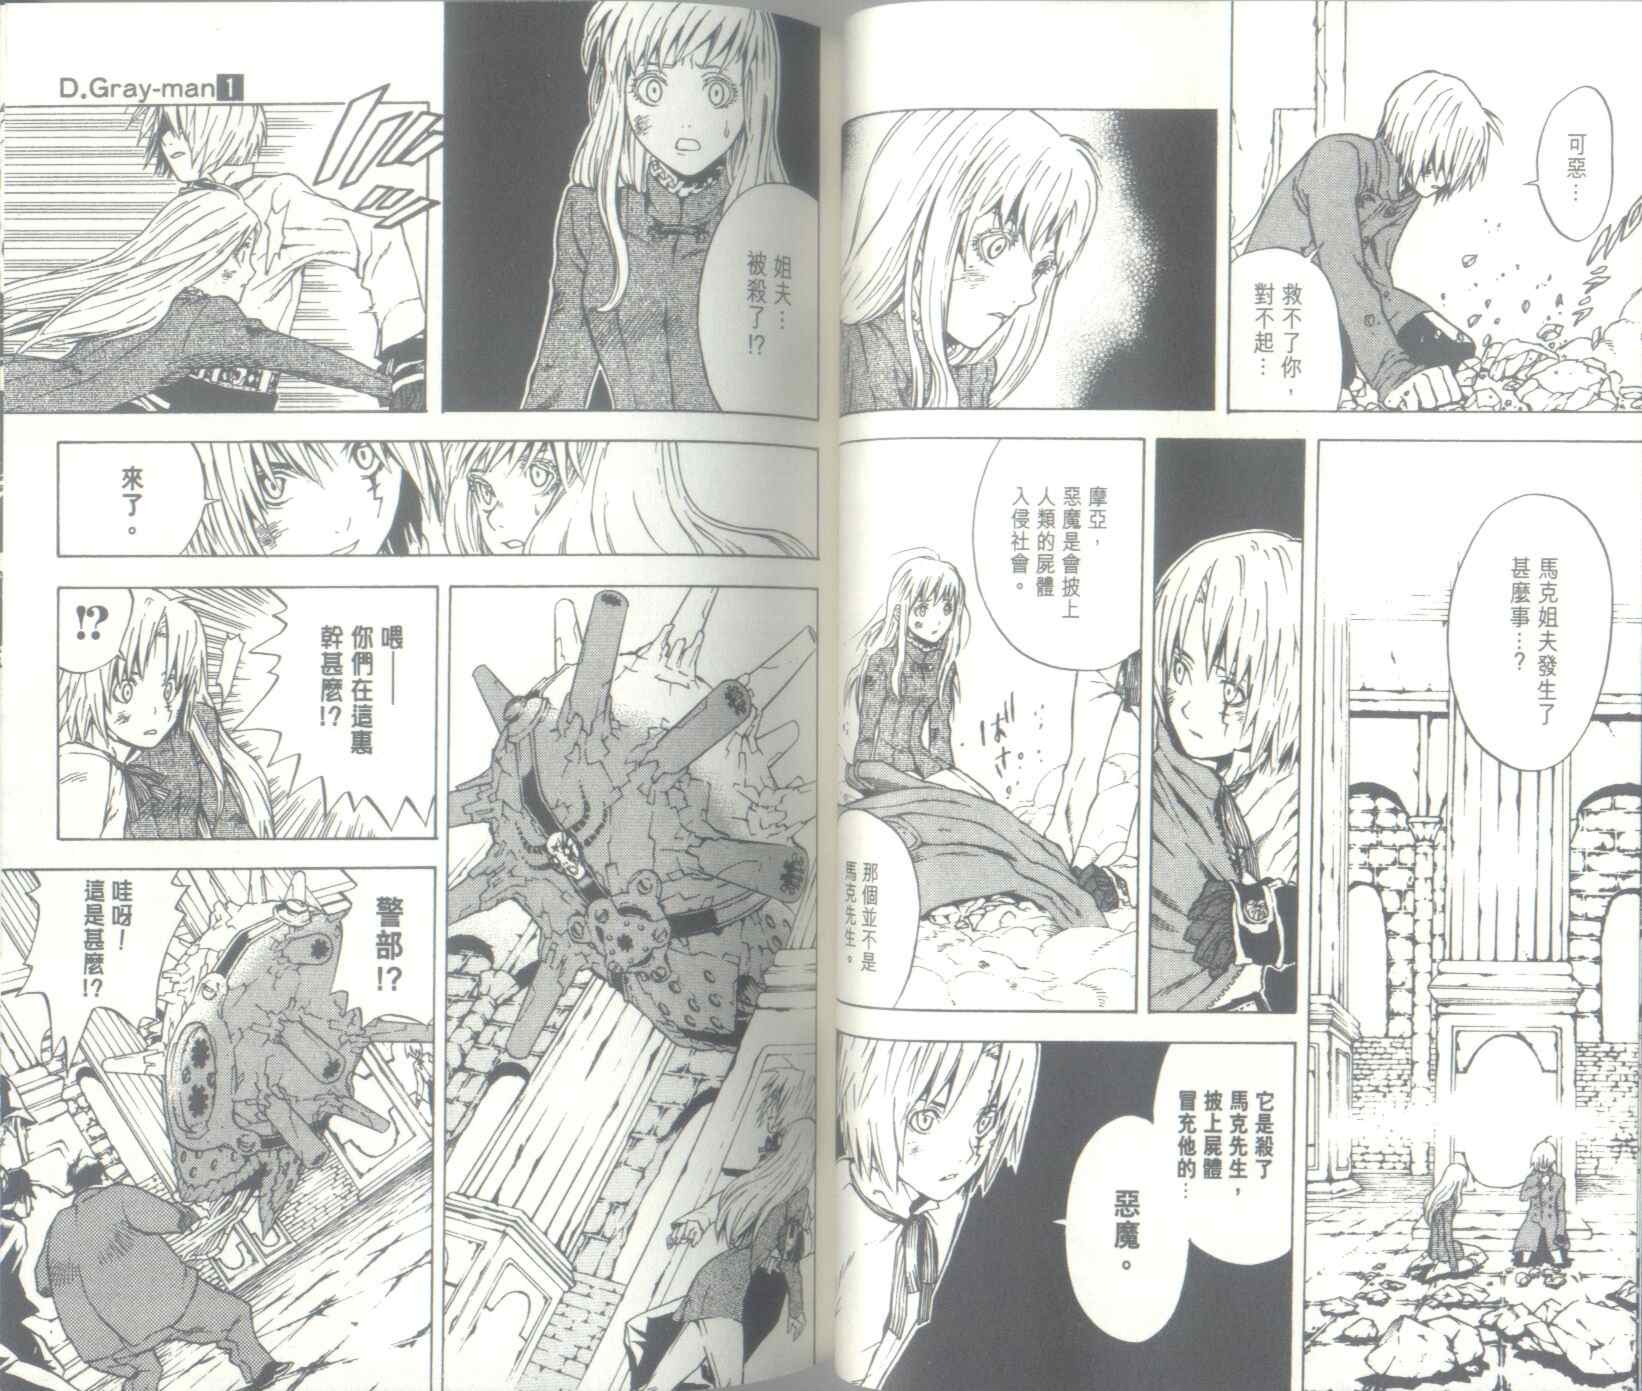 可惡…
救不了你，
對不起…
馬克姐夫發生了
甚麼事…?
摩亞，
惡魔是會披上
人類的屍體
入侵社會。
ばさっ
那個並不是
馬克先生。
它是殺了
馬克先生，
披上屍體
冒充他的…
惡魔。
D.Gray-man 1
姐夫…
被殺了!?
來了。
喂——
你們在這裏
幹甚麼!?
!?
警部!?
哇呀！
這是甚麼!?